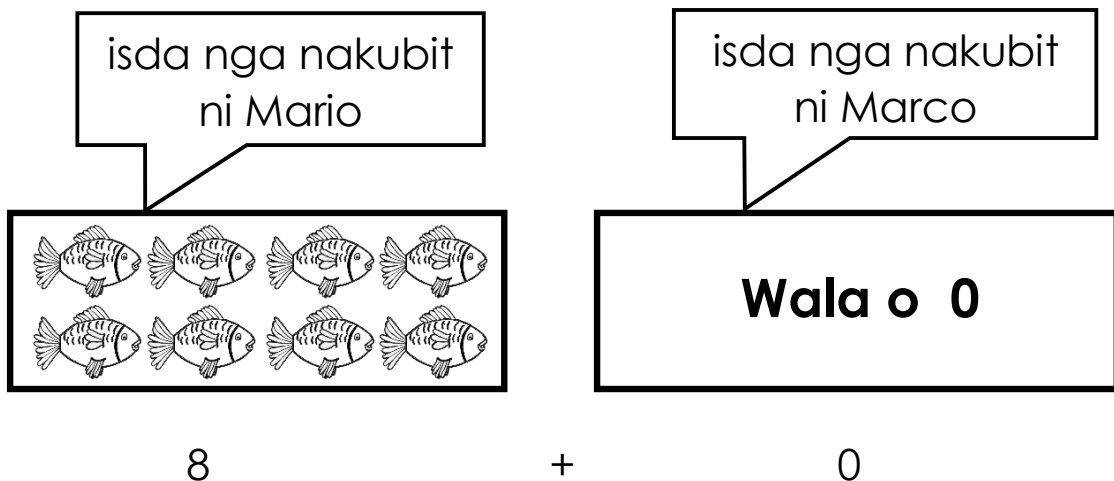 isda nga nakubit
ni Mario
isda nga nakubit
ni Marco
Wala o 0
8 + 0